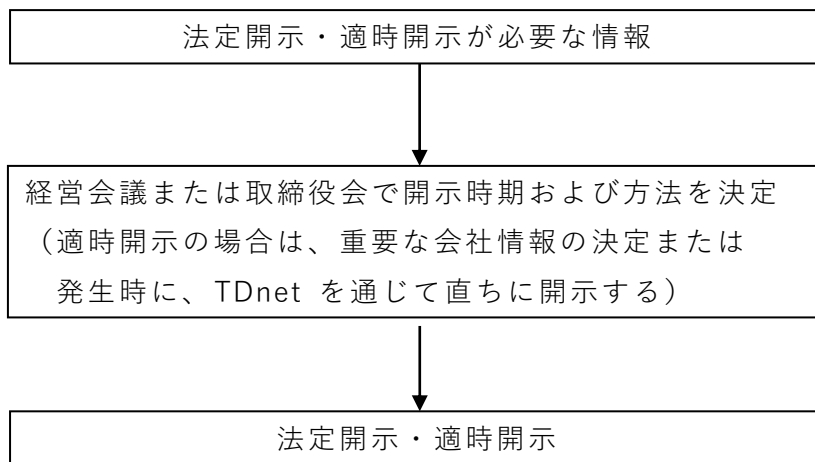 法定開示・適時開示が必要な情報
経営会議または取締役会で開示時期および方法を決定
（適時開示の場合は、重要な会社情報の決定または
発生時に、TDnet を通じて直ちに開示する）
法定開示・適時開示